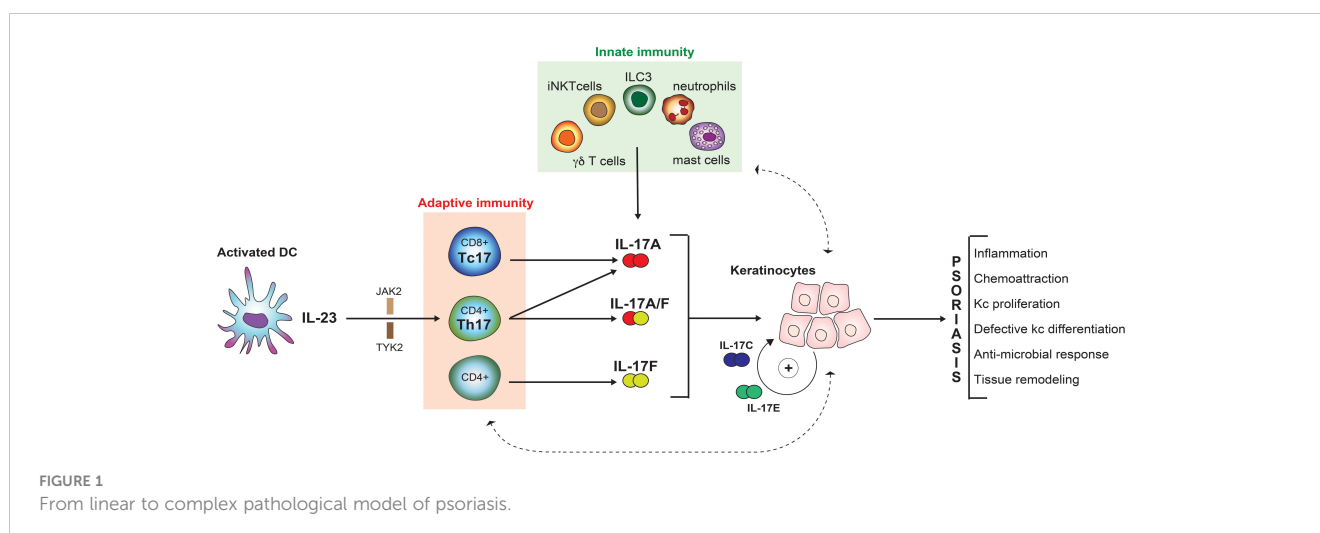 Innate immunity
ILC3
iNKTcells
neutrophils
γδ T cells
mast cells
Adaptive immunity
Activated DC
IL-23
JAK2
TYK2
CD8+
Tc17
CD4+
Th17
CD4+
IL-17A
IL-17A/F
IL-17F
Keratinocytes
IL-17C
+
IL-17E
PSORIASIS
Inflammation
Chemoattraction
Kc proliferation
Defective kc differentiation
Anti-microbial response
Tissue remodeling
FIGURE 1
From linear to complex pathological model of psoriasis.